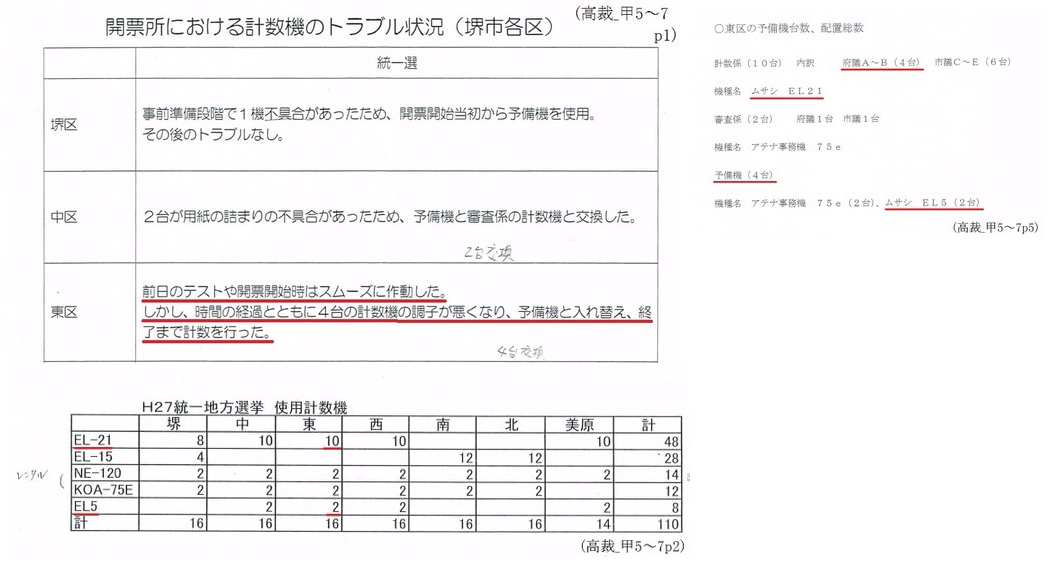 開票所における計数機のトラブル状況（堺市各区）
(高裁_甲5～7
p1)
統一選
堺区
事前準備段階で１機不具合があったため、開票開始当初から予備機を使用。
その後のトラブルなし。
中区
２台が用紙の詰まりの不具合があったため、予備機と審査係の計数機と交換した。
2台交換
東区
前日のテストや開票開始時はスムーズに作動した。
しかし、時間の経過とともに４台の計数機の調子が悪くなり、予備機と入れ替え、終
了まで計数を行った。
4台交換
H27統一地方選挙　使用計数機
堺 中 東 西 南 北 美原 計
EL-21 8 10 10 10 10 48
EL-15 4 12 12 28
NE-120 2 2 2 2 2 2 2 14
KOA-75E 2 2 2 2 2 2 12
EL5 2 2 2 2 8
計 16 16 16 16 16 16 14 110
レンタル (
(高裁_甲5～7p2)
○東区の予備機台数、配置総数
計数係（１０台）　内訳　府議Ａ～Ｂ（４台）　市議Ｃ～Ｅ（６台）
機種名　ムサシ　ＥＬ21
審査係（２台）　府議１台　市議１台
機種名　アテナ事務機　７５ｅ
予備機（４台）
機種名　アテナ事務機　７５ｅ（２台）、ムサシ　ＥＬ５（２台）
(高裁_甲5～7p5)